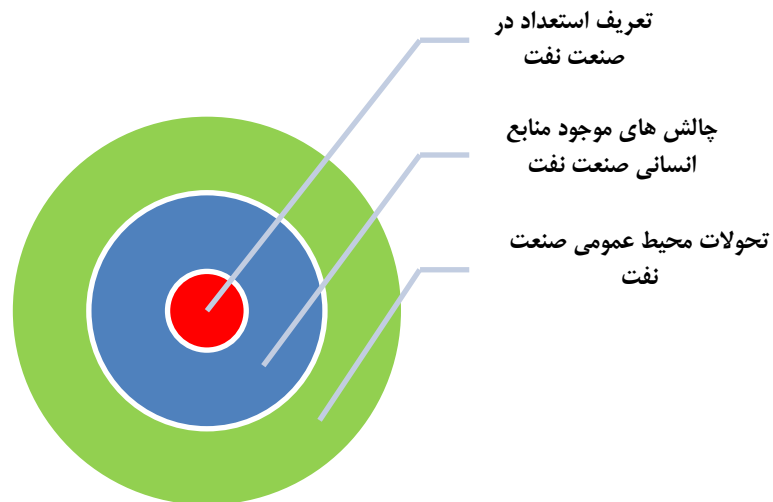 تعریف استعداد در
صنعت نفت
چالش های موجود منابع
انسانی صنعت نفت
تحولات محیط عمومی صنعت
نفت